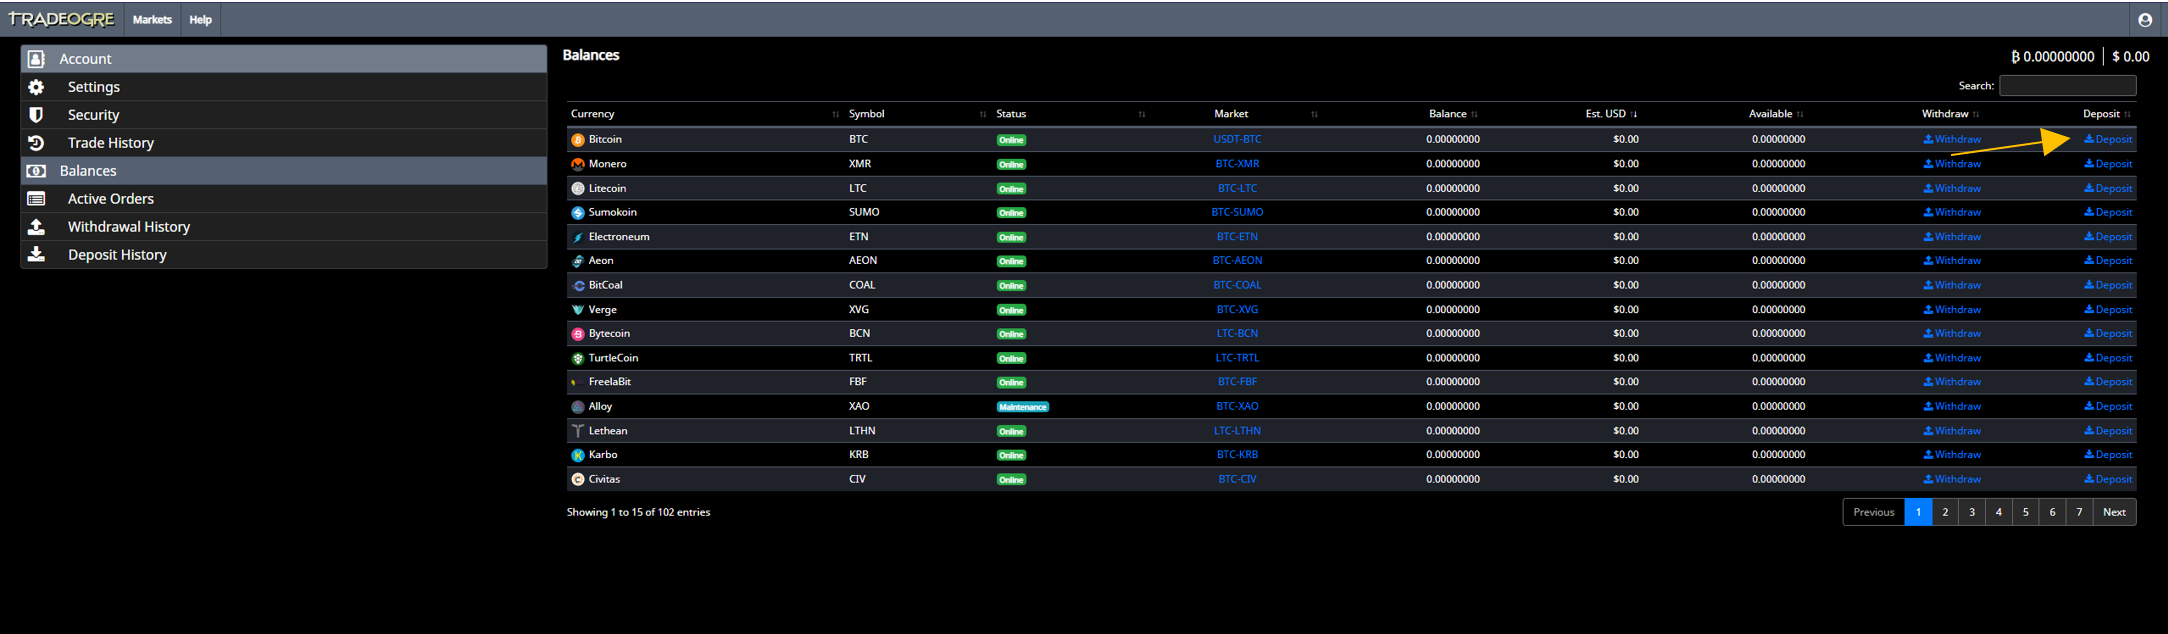 TRADEOGRE Markets Help
Account
Settings
Security
Trade History
Balances
Active Orders
Withdrawal History
Deposit History
Balances
₿ 0.00000000 | $ 0.00
Search:
Currency Symbol Status Market Balance Est. USD Available Withdraw Deposit
Bitcoin BTC Online USDT-BTC 0.00000000 $0.00 0.00000000 Withdraw Deposit
Monero XMR Online BTC-XMR 0.00000000 $0.00 0.00000000 Withdraw Deposit
Litecoin LTC Online BTC-LTC 0.00000000 $0.00 0.00000000 Withdraw Deposit
Sumokoin SUMO Online BTC-SUMO 0.00000000 $0.00 0.00000000 Withdraw Deposit
Electroneum ETN Online BTC-ETN 0.00000000 $0.00 0.00000000 Withdraw Deposit
Aeon AEON Online BTC-AEON 0.00000000 $0.00 0.00000000 Withdraw Deposit
BitCoal COAL Online BTC-COAL 0.00000000 $0.00 0.00000000 Withdraw Deposit
Verge XVG Online BTC-XVG 0.00000000 $0.00 0.00000000 Withdraw Deposit
Bytecoin BCN Online LTC-BCN 0.00000000 $0.00 0.00000000 Withdraw Deposit
TurtleCoin TRTL Online LTC-TRTL 0.00000000 $0.00 0.00000000 Withdraw Deposit
FreelaBit FBF Online BTC-FBF 0.00000000 $0.00 0.00000000 Withdraw Deposit
Alloy XAO Maintenance BTC-XAO 0.00000000 $0.00 0.00000000 Withdraw Deposit
Lethean LTHN Online LTC-LTHN 0.00000000 $0.00 0.00000000 Withdraw Deposit
Karbo KRB Online BTC-KRB 0.00000000 $0.00 0.00000000 Withdraw Deposit
Civitas CIV Online BTC-CIV 0.00000000 $0.00 0.00000000 Withdraw Deposit
Showing 1 to 15 of 102 entries
Previous 1 2 3 4 5 6 7 Next